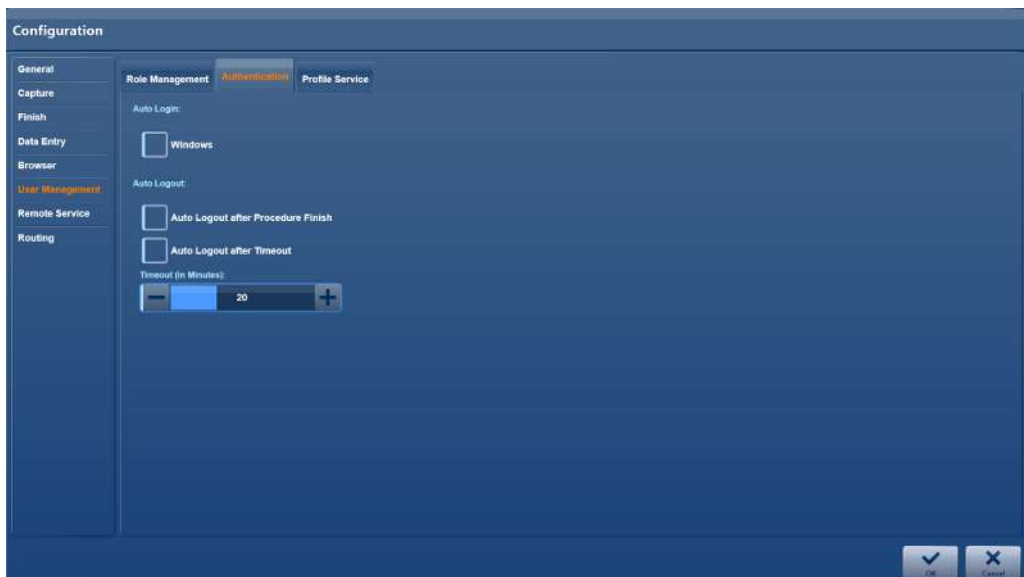 Configuration
General
Capture
Finish
Data Entry
Browser
User Management
Remote Service
Routing
Role Management Authentication Profile Service
Auto Login:
Windows
Auto Logout:
Auto Logout after Procedure Finish
Auto Logout after Timeout
Timeout (in Minutes):
20
OK Cancel